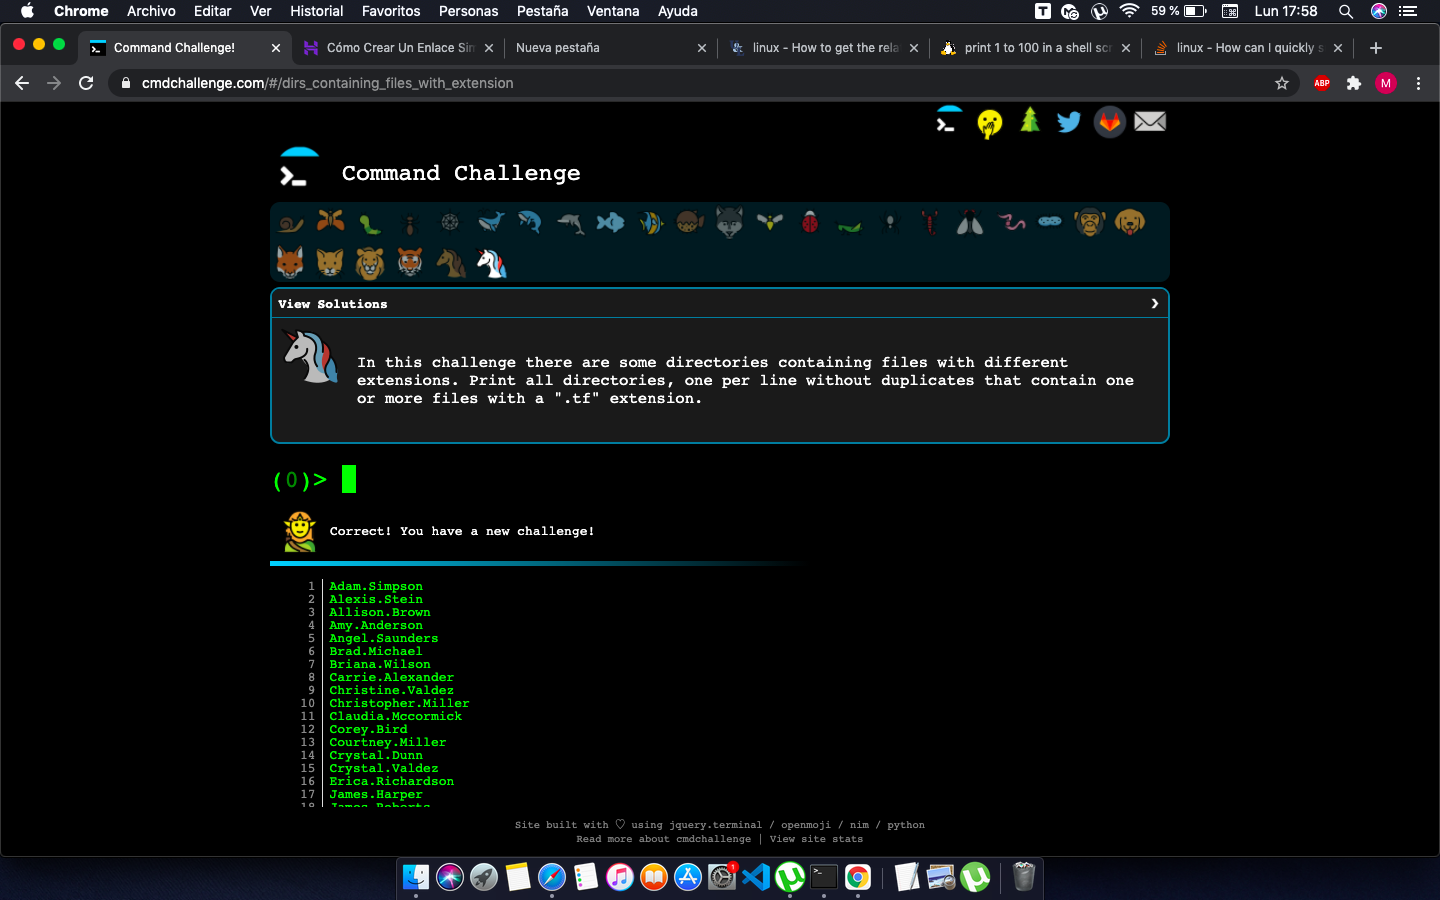 Chrome Archivo Editar Ver Historial Favoritos Personas Pestaña Ventana Ayuda 59 % Lun 17:58
Command Challenge! Cómo Crear Un Enlace Sim Nueva pestaña linux - How to get the rela print 1 to 100 in a shell scr linux - How can I quickly s
cmdchallenge.com/#/dirs_containing_files_with_extension ABP M
Command Challenge
View Solutions
In this challenge there are some directories containing files with different
extensions. Print all directories, one per line without duplicates that contain one
or more files with a ".tf" extension.
(0)>
Correct! You have a new challenge!
1 Adam.Simpson
2 Alexis.Stein
3 Allison.Brown
4 Amy.Anderson
5 Angel.Saunders
6 Brad.Michael
7 Briana.Wilson
8 Carrie.Alexander
9 Christine.Valdez
10 Christopher.Miller
11 Claudia.Mccormick
12 Corey.Bird
13 Courtney.Miller
14 Crystal.Dunn
15 Crystal.Valdez
16 Erica.Richardson
17 James.Harper
18 James.Roberts
Site built with ♡ using jquery.terminal / openmoji / nim / python
Read more about cmdchallenge | View site stats
1